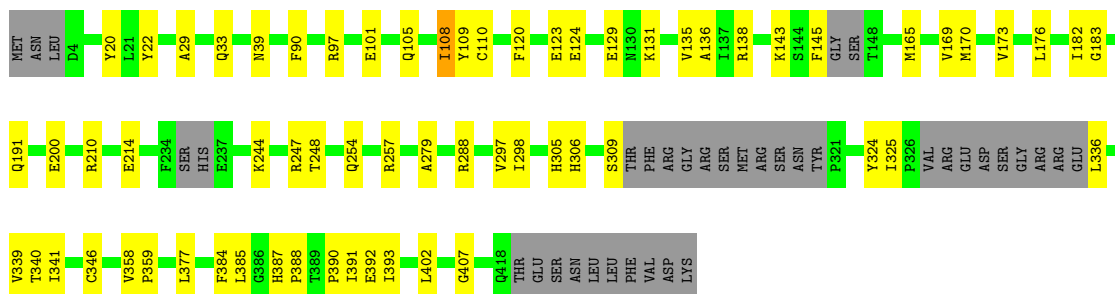 MET ASN LEU D4 Y20 L21 Y22 A29 Q33 N39 F90 R97 E101 Q105 I108 Y109 C110 F120 E123 E124 E129 N130 K131 V135 A136 I137 R138 K143 S144 F145 GLY SER T148 M165 V169 M170 V173 L176 I182 G183
Q191 E200 R210 E214 F234 SER HIS E237 K244 R247 T248 Q254 R257 A279 R288 V297 I298 H305 H306 S309 THR PHE ARG GLY ARG SER MET ARG SER ASN TYR P321 Y324 I325 P326 VAL ARG GLU ASP SER GLY ARG ARG GLU L336
V339 T340 I341 C346 V358 P359 L377 F384 L385 G386 H387 P388 T389 P390 I391 E392 I393 L402 G407 Q418 THR GLU SER ASN LEU LEU PHE VAL ASP LYS